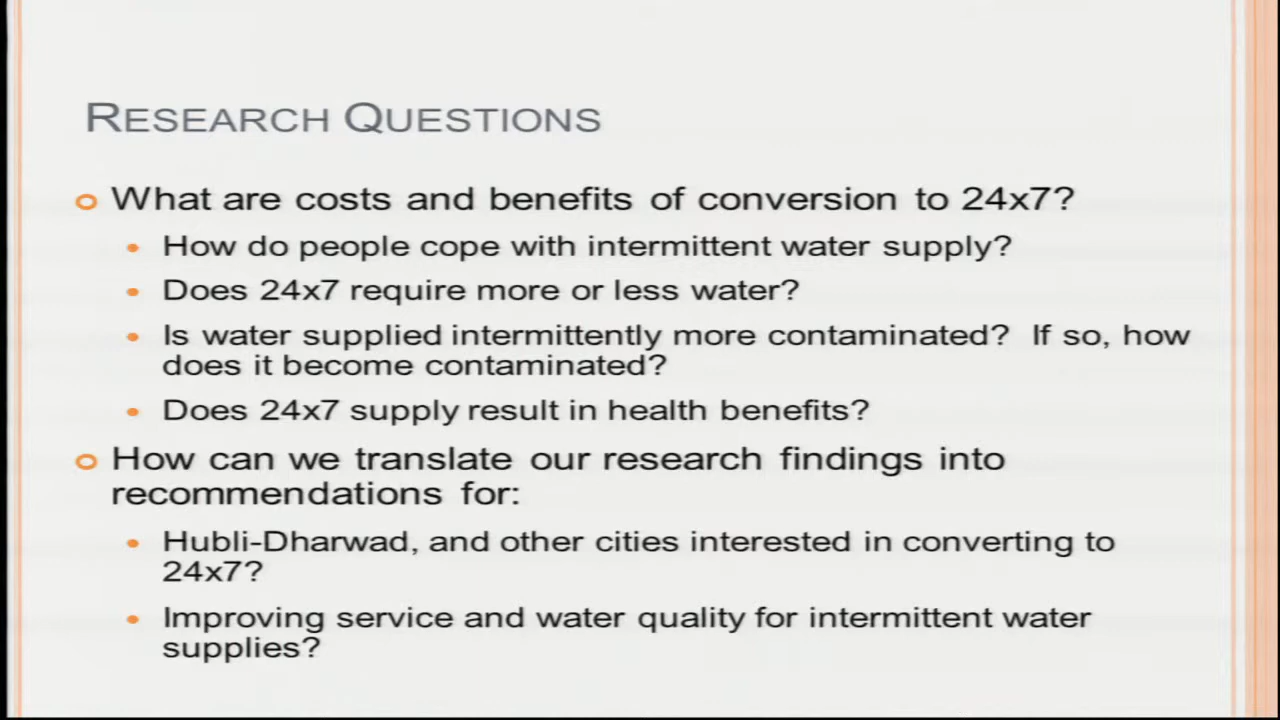 RESEARCH QUESTIONS
What are costs and benefits of conversion to 24x7?
How do people cope with intermittent water supply?
Does 24x7 require more or less water?
Is water supplied intermittently more contaminated? If so, how
does it become contaminated?
Does 24x7 supply result in health benefits?
How can we translate our research findings into
recommendations for:
Hubli-Dharwad, and other cities interested in converting to
24x7?
Improving service and water quality for intermittent water
supplies?